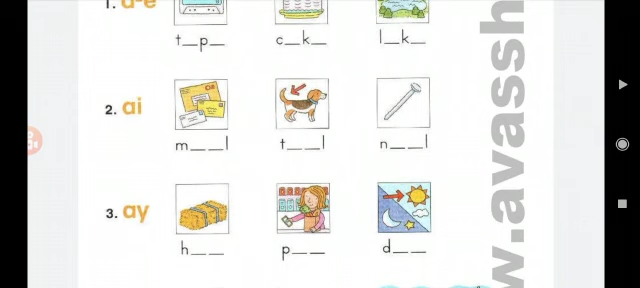 1. a-e
t_p_ c_k_ l_k_
2. ai
m__l t__l n__l
3. ay
h__ p__ d__
w.avassh